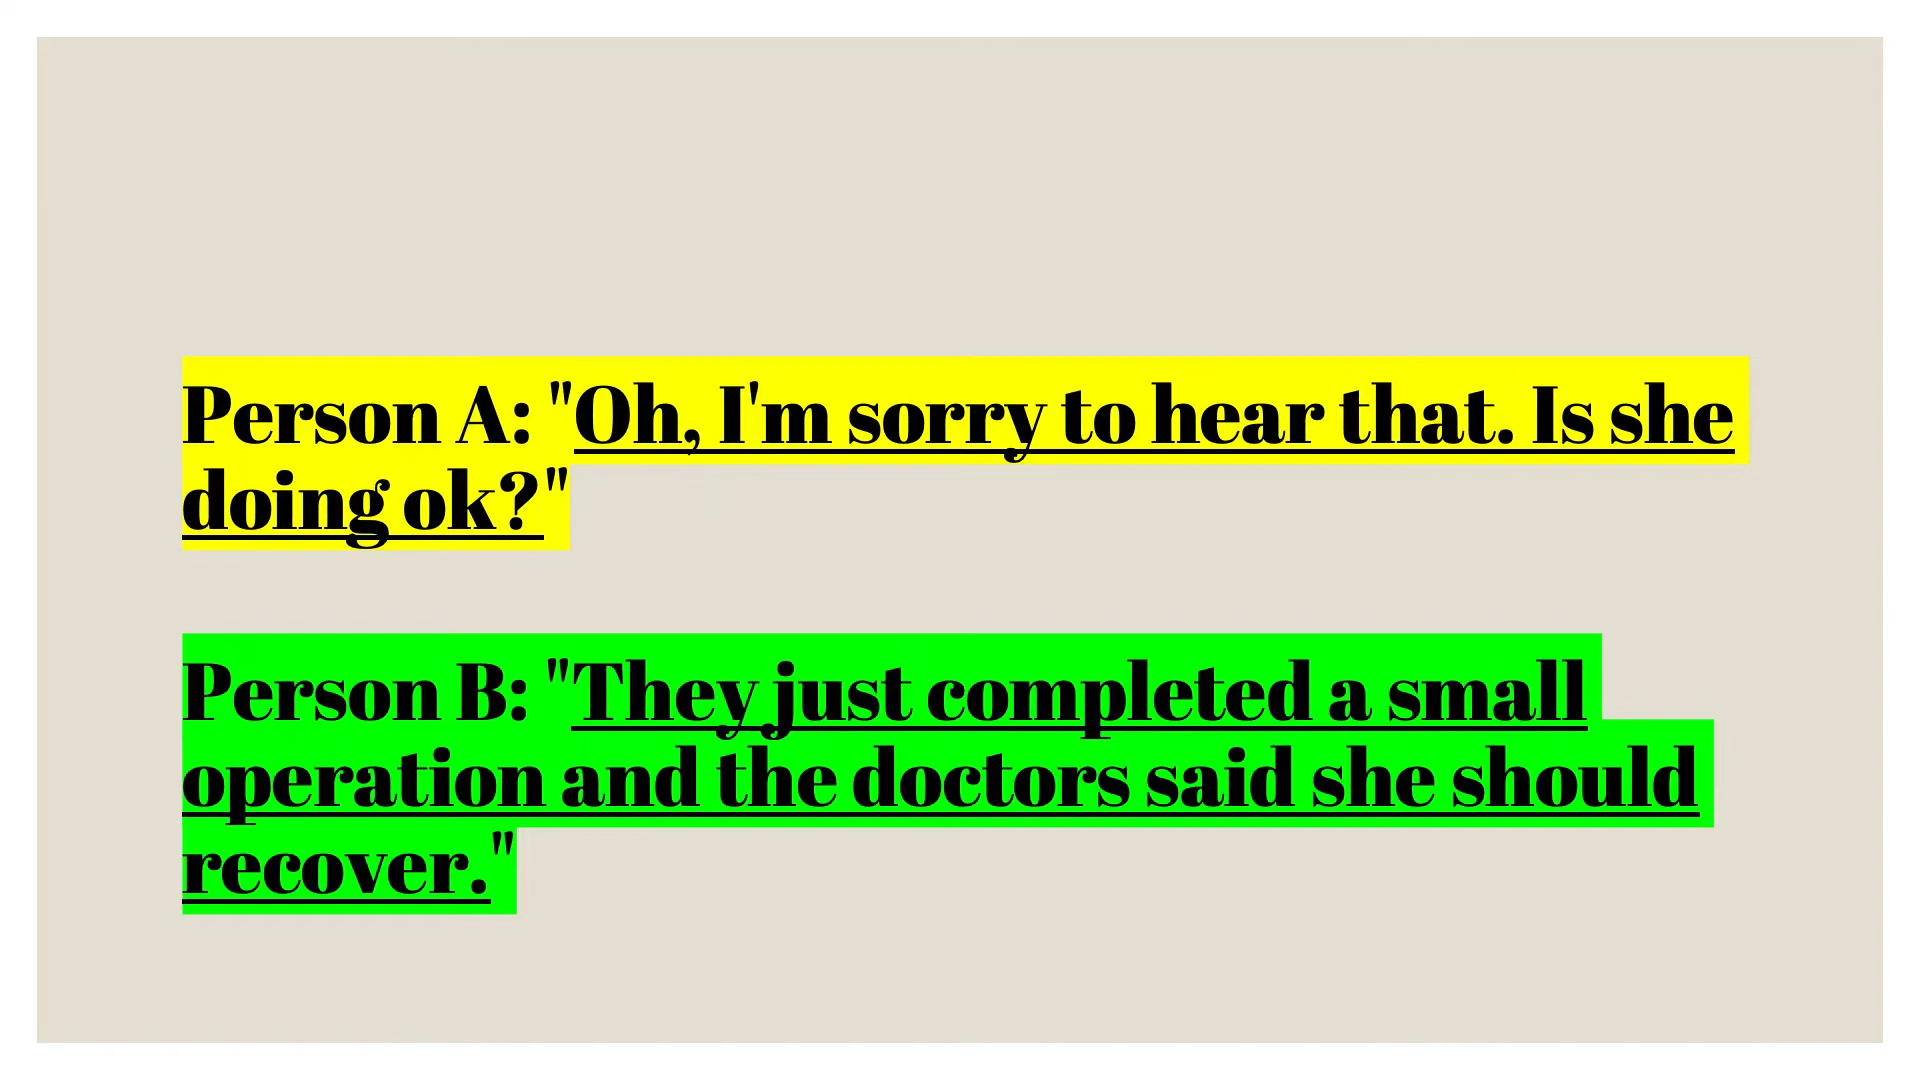 Person A: "Oh, I'm sorry to hear that. Is she
doing ok?"
Person B: "They just completed a small
operation and the doctors said she should
recover."